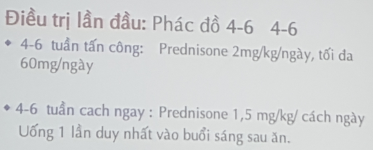 Điều trị lần đầu: Phác đồ 4-6 4-6
• 4-6 tuần tấn công: Prednisone 2mg/kg/ngày, tối đa
60mg/ngày
• 4-6 tuần cach ngay : Prednisone 1,5 mg/kg/ cách ngày
Uống 1 lần duy nhất vào buổi sáng sau ăn.